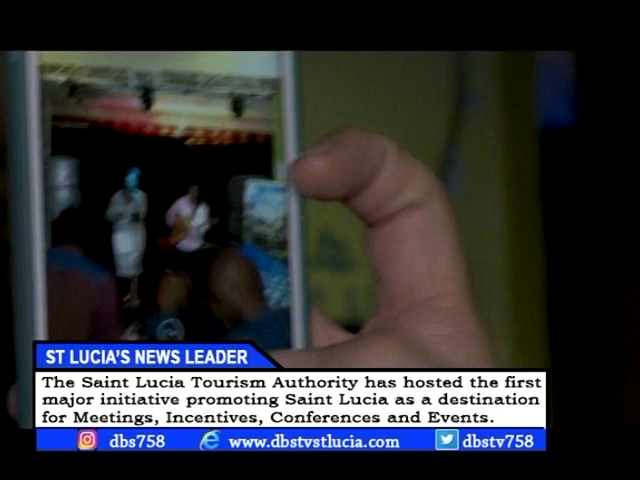 ST LUCIA'S NEWS LEADER
The Saint Lucia Tourism Authority has hosted the first
major initiative promoting Saint Lucia as a destination
for Meetings, Incentives, Conferences and Events.
dbs758 www.dbstvstlucia.com dbstv758